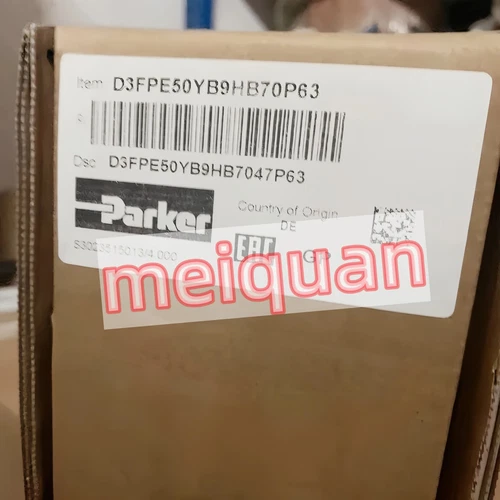 Item D3FPE50YB9HB70P63
Dsc D3FPE50YB9HB7047P63
Parker
Country of Origin
DE
EAC
meiquan